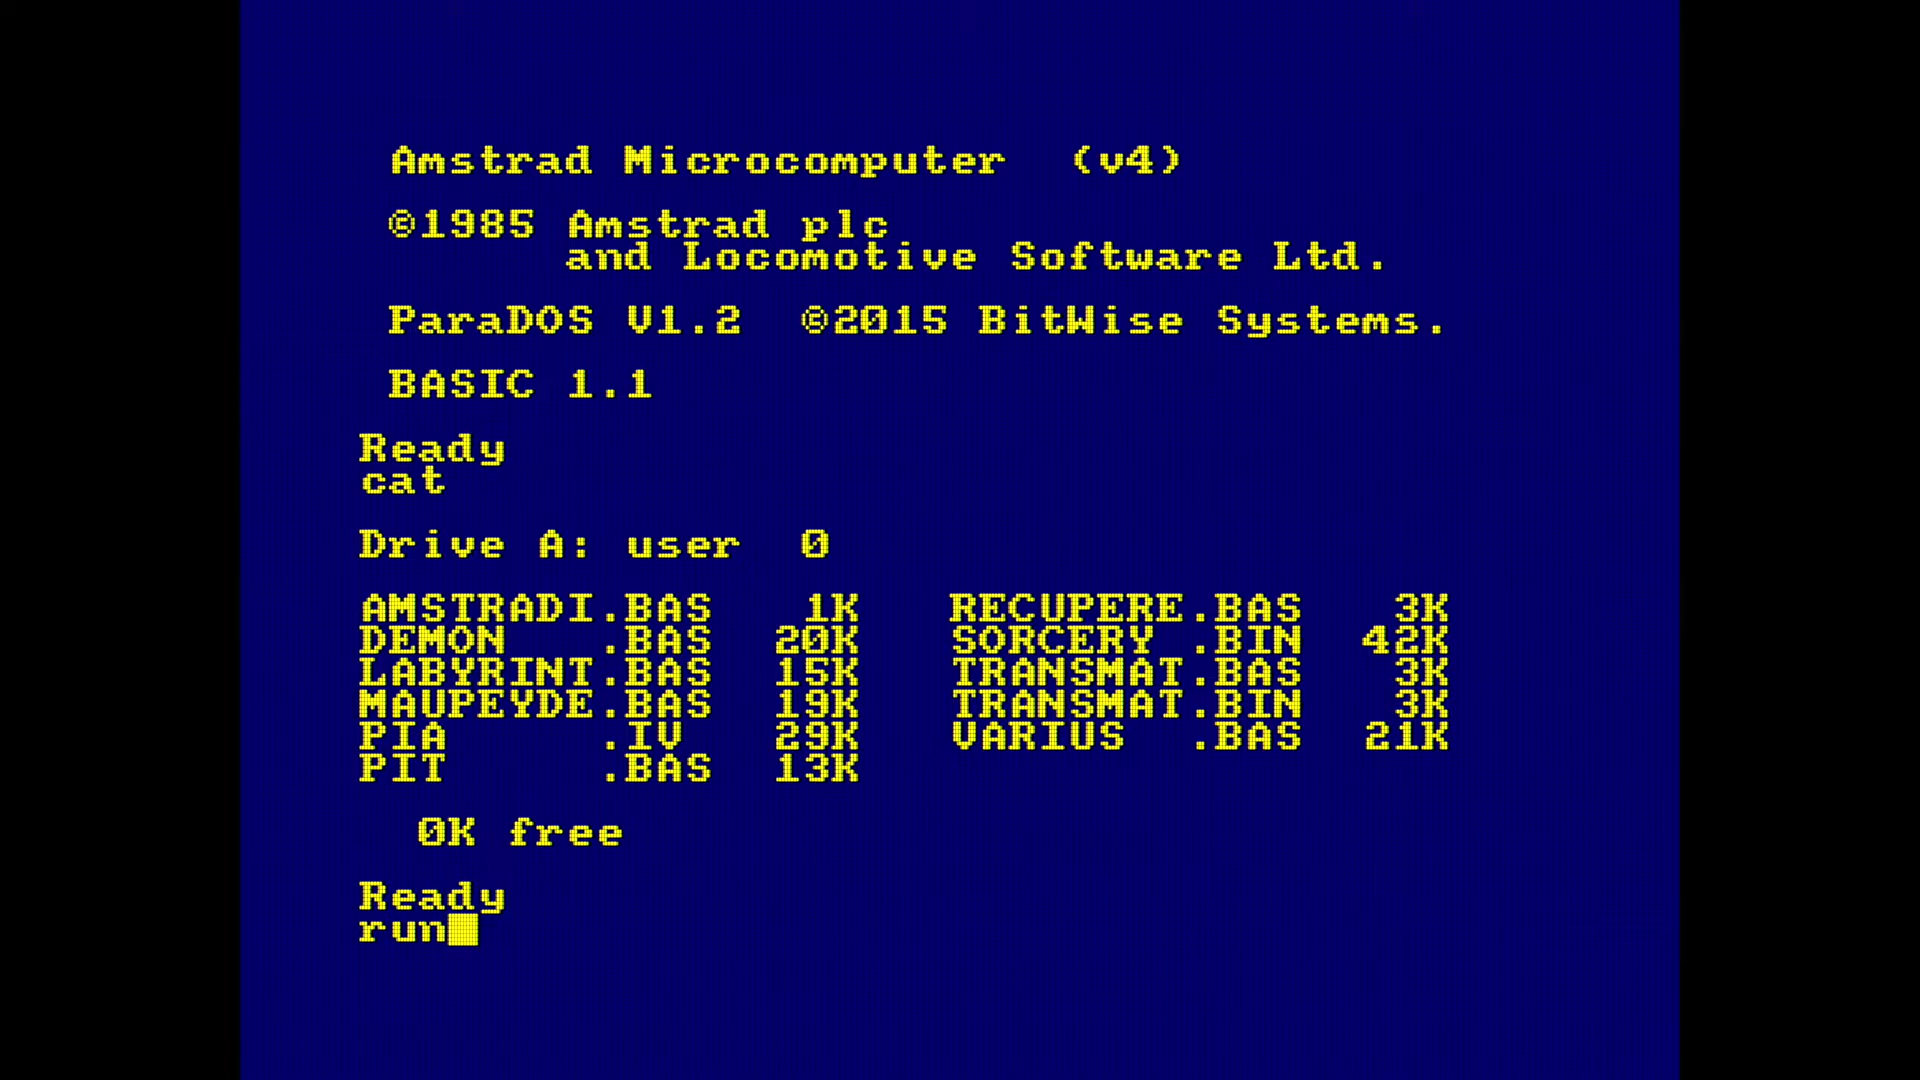 Amstrad Microcomputer  (v4)
©1985 Amstrad plc
and Locomotive Software Ltd.
ParaDOS V1.2  ©2015 BitWise Systems.
BASIC 1.1
Ready
cat
Drive A: user  0
AMSTRADI.BAS   1K   RECUPERE.BAS   3K
DEMON   .BAS  20K   SORCERY .BIN  42K
LABYRINT.BAS  15K   TRANSMAT.BAS   3K
MAUPEYDE.BAS  19K   TRANSMAT.BIN   3K
PIA     .IV   29K   VARIUS  .BAS  21K
PIT     .BAS  13K
0K free
Ready
run